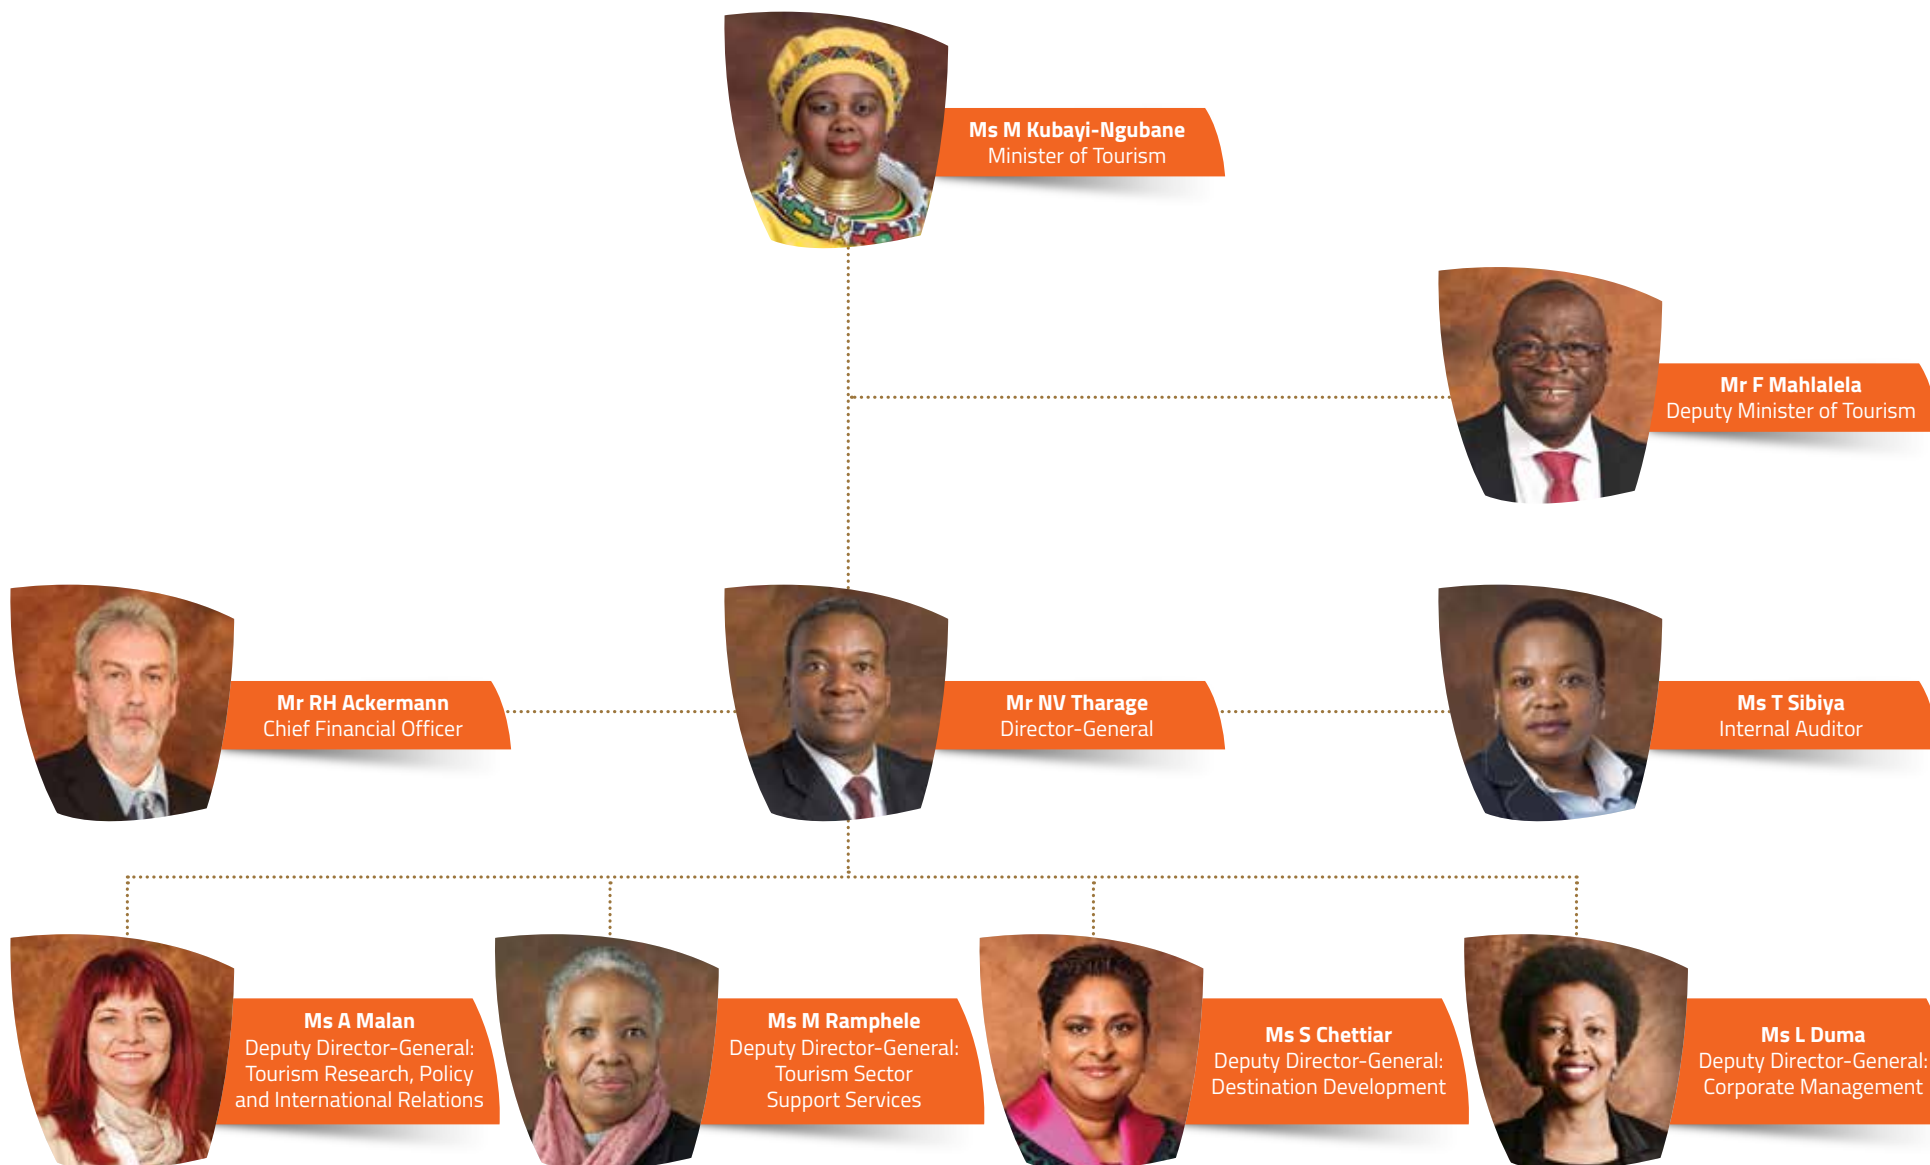 Ms M Kubayi-Ngubane
Minister of Tourism
Mr F Mahlalela
Deputy Minister of Tourism
Mr RH Ackermann
Chief Financial Officer
Mr NV Tharage
Director-General
Ms T Sibiya
Internal Auditor
Ms A Malan
Deputy Director-General:
Tourism Research, Policy
and International Relations
Ms M Ramphele
Deputy Director-General:
Tourism Sector
Support Services
Ms S Chettiar
Deputy Director-General:
Destination Development
Ms L Duma
Deputy Director-General:
Corporate Management